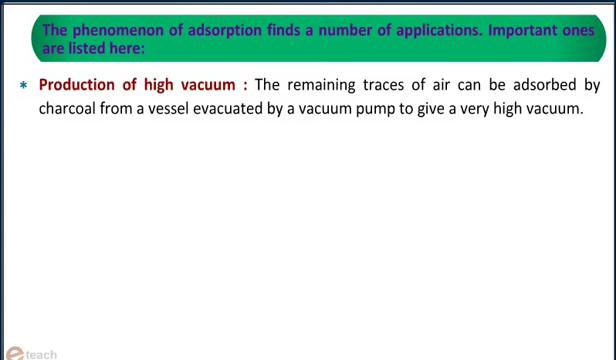 The phenomenon of adsorption finds a number of applications. Important ones
are listed here:
* Production of high vacuum : The remaining traces of air can be adsorbed by
charcoal from a vessel evacuated by a vacuum pump to give a very high vacuum.
e teach